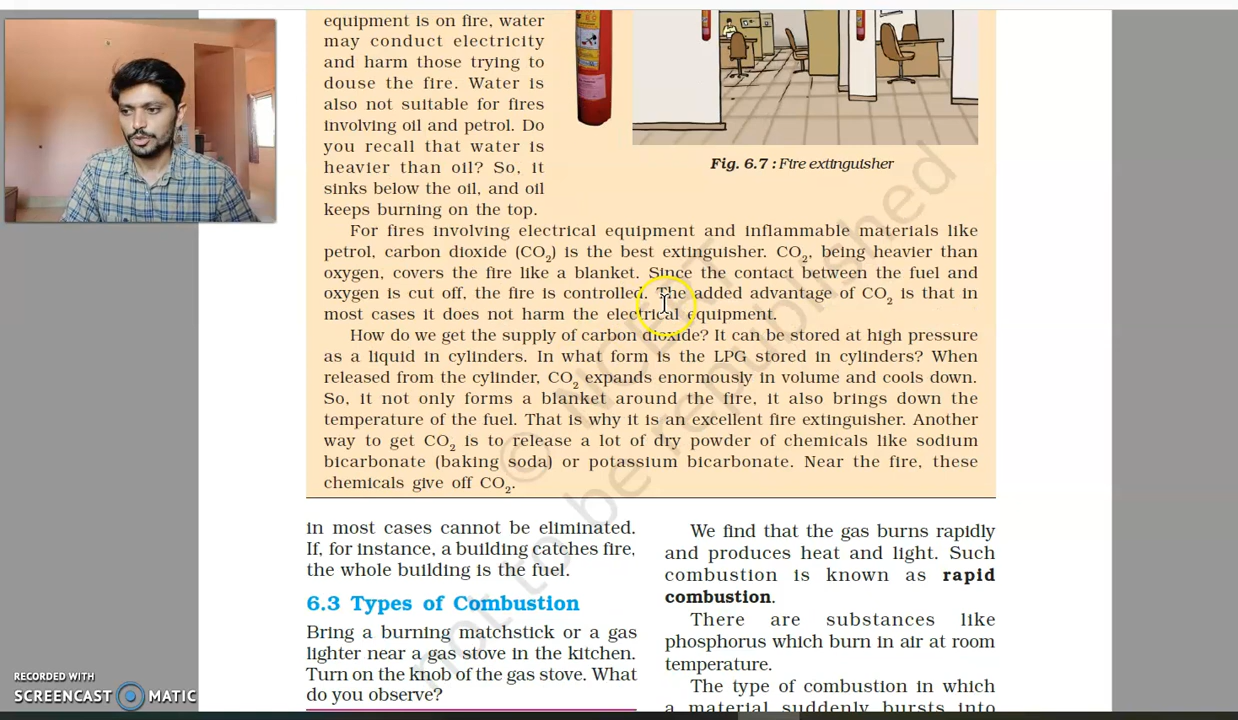 equipment is on fire, water
may conduct electricity
and harm those trying to
douse the fire. Water is
also not suitable for fires
involving oil and petrol. Do
you recall that water is
heavier than oil? So, it
sinks below the oil, and oil
keeps burning on the top.
Fig. 6.7 : Fire extinguisher
For fires involving electrical equipment and inflammable materials like
petrol, carbon dioxide (CO₂) is the best extinguisher. CO₂, being heavier than
oxygen, covers the fire like a blanket. Since the contact between the fuel and
oxygen is cut off, the fire is controlled. The added advantage of CO₂ is that in
most cases it does not harm the electrical equipment.
How do we get the supply of carbon dioxide? It can be stored at high pressure
as a liquid in cylinders. In what form is the LPG stored in cylinders? When
released from the cylinder, CO₂ expands enormously in volume and cools down.
So, it not only forms a blanket around the fire, it also brings down the
temperature of the fuel. That is why it is an excellent fire extinguisher. Another
way to get CO₂ is to release a lot of dry powder of chemicals like sodium
bicarbonate (baking soda) or potassium bicarbonate. Near the fire, these
chemicals give off CO₂.
in most cases cannot be eliminated.
If, for instance, a building catches fire,
the whole building is the fuel.
6.3 Types of Combustion
Bring a burning matchstick or a gas
lighter near a gas stove in the kitchen.
Turn on the knob of the gas stove. What
do you observe?
We find that the gas burns rapidly
and produces heat and light. Such
combustion is known as rapid
combustion.
There are substances like
phosphorus which burn in air at room
temperature.
The type of combustion in which
a material suddenly bursts into
© NCERT
not to be republished
RECORDED WITH
SCREENCAST MATIC